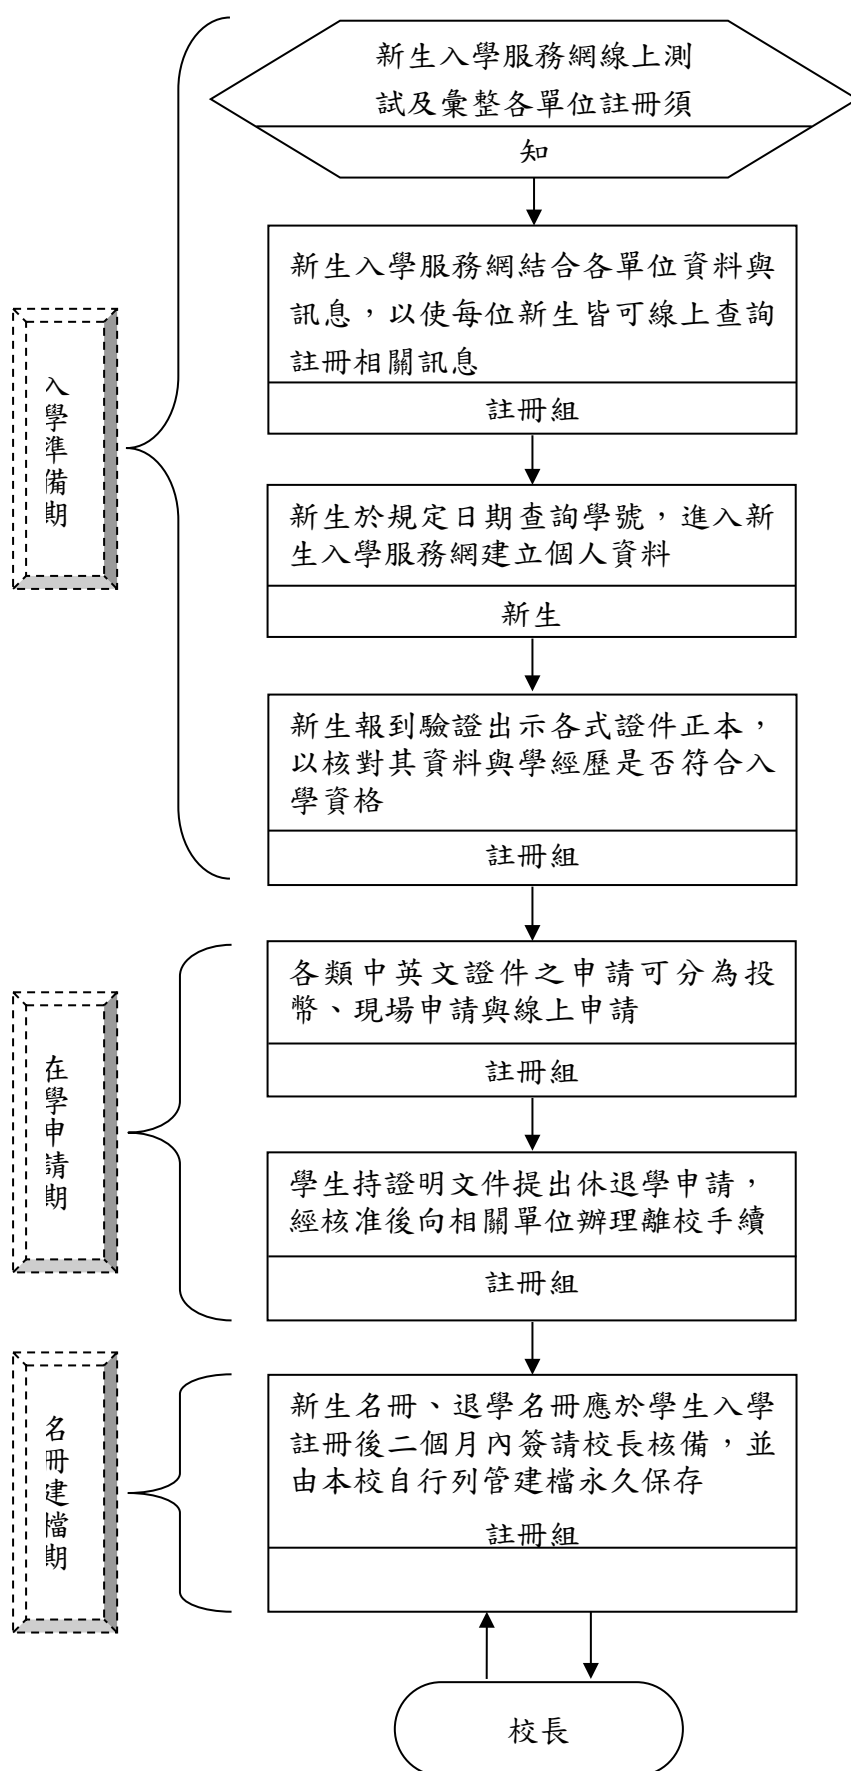 新生入學服務網線上測
試及彙整各單位註冊須
知
新生入學服務網結合各單位資料與
訊息，以使每位新生皆可線上查詢
註冊相關訊息
註冊組
新生於規定日期查詢學號，進入新
生入學服務網建立個人資料
新生
新生報到驗證出示各式證件正本，
以核對其資料與學經歷是否符合入
學資格
註冊組
入學準備期
各類中英文證件之申請可分為投
幣、現場申請與線上申請
註冊組
學生持證明文件提出休退學申請，
經核准後向相關單位辦理離校手續
註冊組
在學申請期
新生名冊、退學名冊應於學生入學
註冊後二個月內簽請校長核備，並
由本校自行列管建檔永久保存
註冊組
名冊建檔期
校長